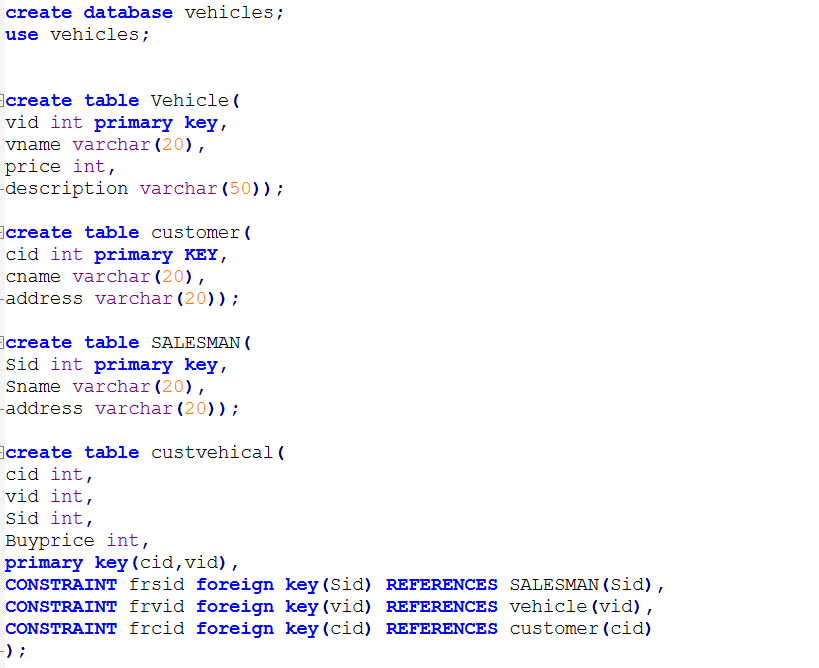 create database vehicles;
use vehicles;
create table Vehicle(
vid int primary key,
vname varchar(20),
price int,
description varchar(50));
create table customer(
cid int primary KEY,
cname varchar(20),
address varchar(20));
create table SALESMAN(
Sid int primary key,
Sname varchar(20),
address varchar(20));
create table custvehical(
cid int,
vid int,
Sid int,
Buyprice int,
primary key(cid,vid),
CONSTRAINT frsid foreign key(Sid) REFERENCES SALESMAN(Sid),
CONSTRAINT frvid foreign key(vid) REFERENCES vehicle(vid),
CONSTRAINT frcid foreign key(cid) REFERENCES customer(cid)
);